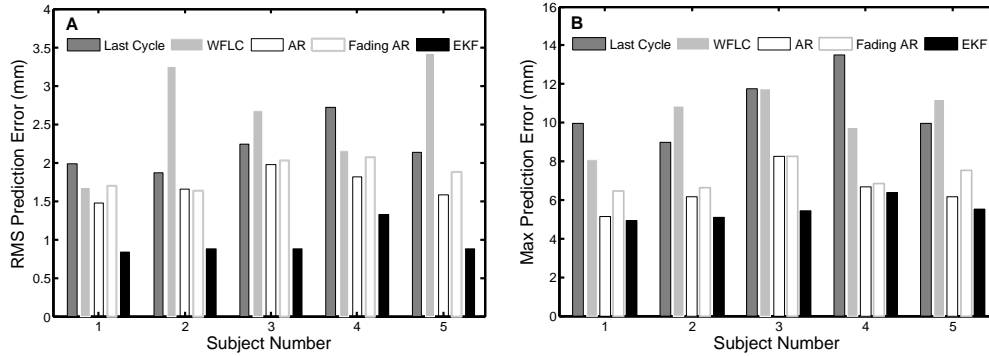 A
Last Cycle WFLC AR Fading AR EKF
RMS Prediction Error (mm)
4
3.5
3
2.5
2
1.5
1
0.5
0
1 2 3 4 5
Subject Number
B
Last Cycle WFLC AR Fading AR EKF
Max Prediction Error (mm)
16
14
12
10
8
6
4
2
0
1 2 3 4 5
Subject Number